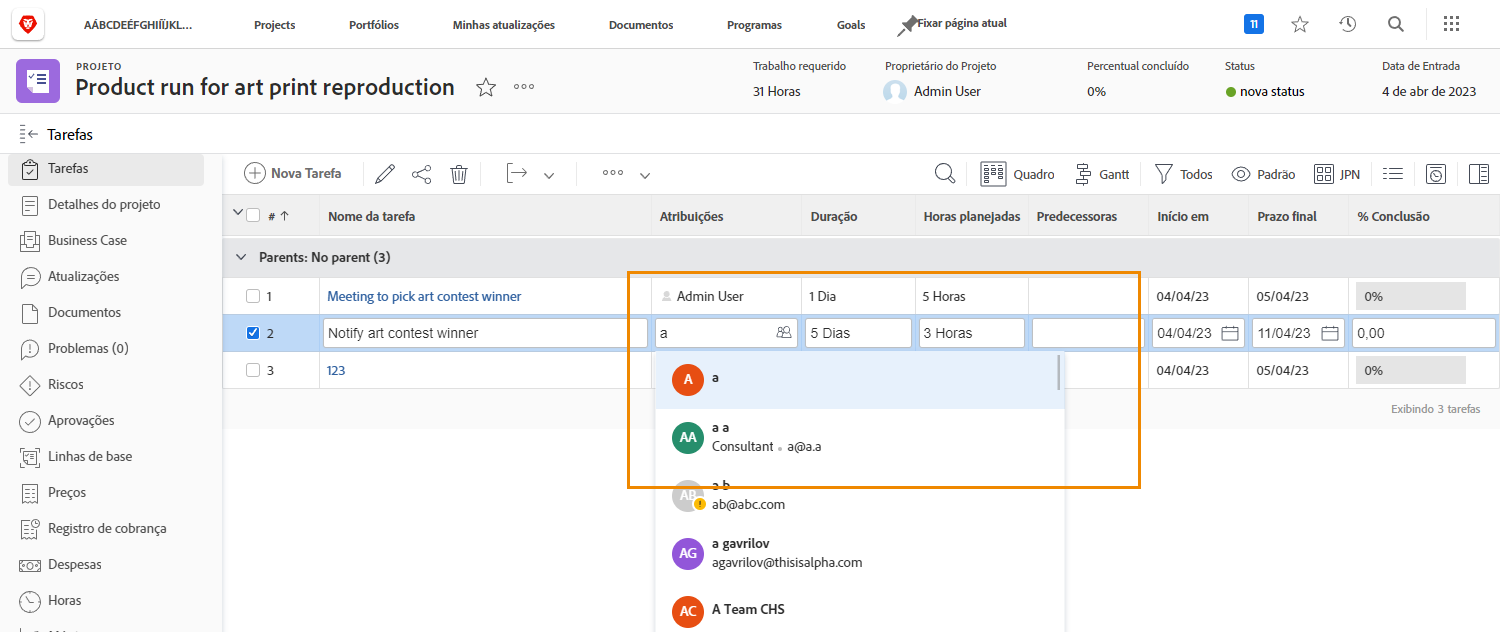 AÁBCDEÉFGHIÍÏJKL... Projects Portfólios Minhas atualizações Documentos Programas Goals Fixar página atual 11
PROJETO
Product run for art print reproduction
Trabalho requerido Proprietário do Projeto Percentual concluído Status Data de Entrada
31 Horas Admin User 0% nova status 4 de abr de 2023
Tarefas
Tarefas
Detalhes do projeto
Business Case
Atualizações
Documentos
Problemas (0)
Riscos
Aprovações
Linhas de base
Preços
Registro de cobrança
Despesas
Horas
Nova Tarefa Quadro Gantt Todos Padrão JPN
# Nome da tarefa Atribuições Duração Horas planejadas Predecessoras Início em Prazo final % Conclusão
Parents: No parent (3)
1 Meeting to pick art contest winner Admin User 1 Dia 5 Horas 04/04/23 05/04/23 0%
2 Notify art contest winner a 5 Dias 3 Horas 04/04/23 11/04/23 0,00
3 123 04/04/23 05/04/23 0%
Exibindo 3 tarefas
A a
AA a a
Consultant a@a.a
AB a b
ab@abc.com
AG a gavrilov
agavrilov@thisisalpha.com
AC A Team CHS